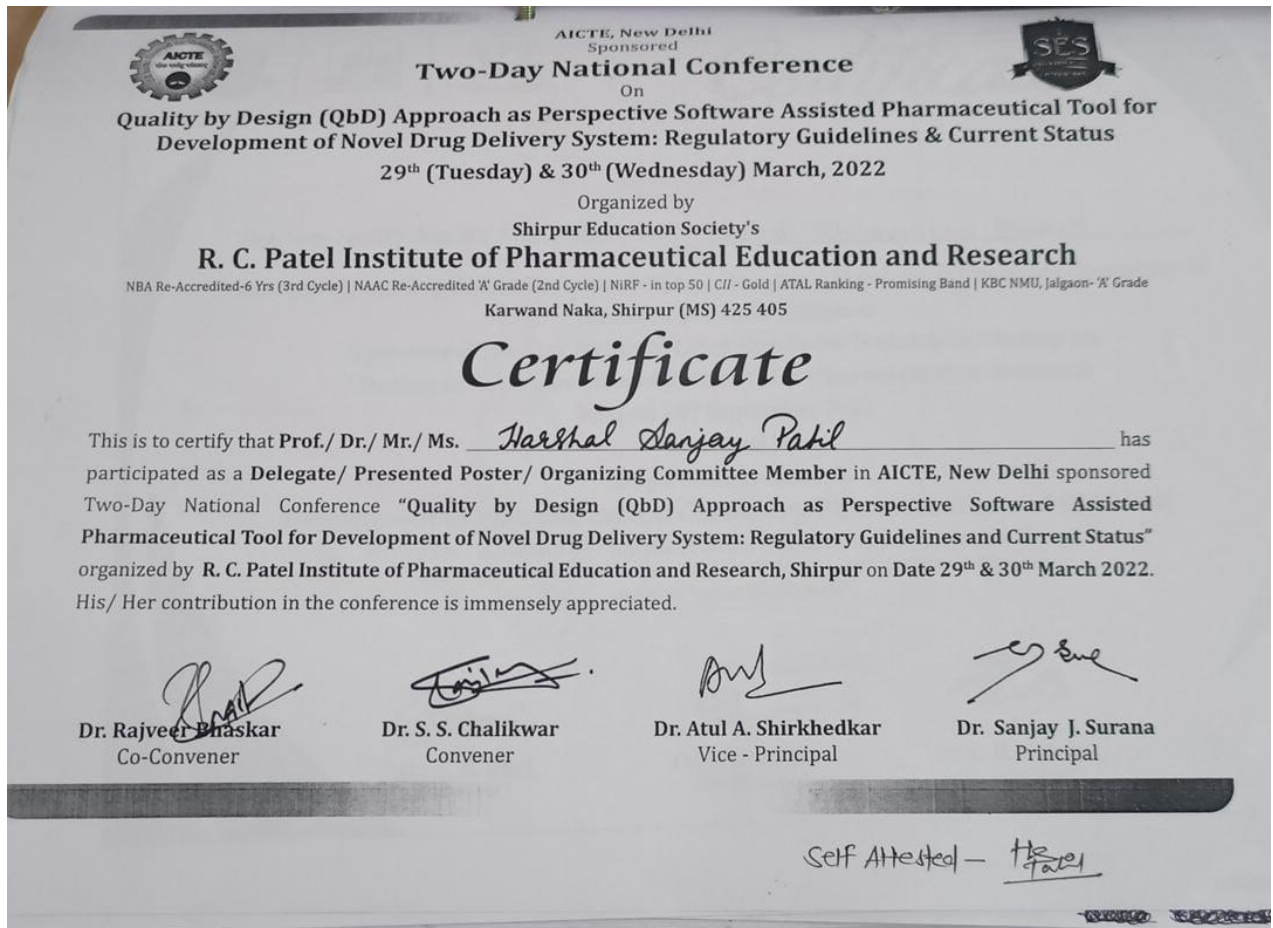 AICTE, New Delhi
Sponsored
Two-Day National Conference
On
Quality by Design (QbD) Approach as Perspective Software Assisted Pharmaceutical Tool for
Development of Novel Drug Delivery System: Regulatory Guidelines & Current Status
29th (Tuesday) & 30th (Wednesday) March, 2022
Organized by
Shirpur Education Society's
R. C. Patel Institute of Pharmaceutical Education and Research
NBA Re-Accredited-6 Yrs (3rd Cycle) | NAAC Re-Accredited 'A' Grade (2nd Cycle) | NiRF - in top 50 | CII - Gold | ATAL Ranking - Promising Band | KBC NMU, Jalgaon- 'A' Grade
Karwand Naka, Shirpur (MS) 425 405
AICTE
SES
Certificate
This is to certify that Prof./ Dr./ Mr./ Ms. Harshal Sanjay Patil has
participated as a Delegate/ Presented Poster/ Organizing Committee Member in AICTE, New Delhi sponsored
Two-Day National Conference "Quality by Design (QbD) Approach as Perspective Software Assisted
Pharmaceutical Tool for Development of Novel Drug Delivery System: Regulatory Guidelines and Current Status"
organized by R. C. Patel Institute of Pharmaceutical Education and Research, Shirpur on Date 29th & 30th March 2022.
His/ Her contribution in the conference is immensely appreciated.
Dr. Rajveer Bhaskar
Co-Convener
Dr. S. S. Chalikwar
Convener
Dr. Atul A. Shirkhedkar
Vice - Principal
Dr. Sanjay J. Surana
Principal
Self Attested -